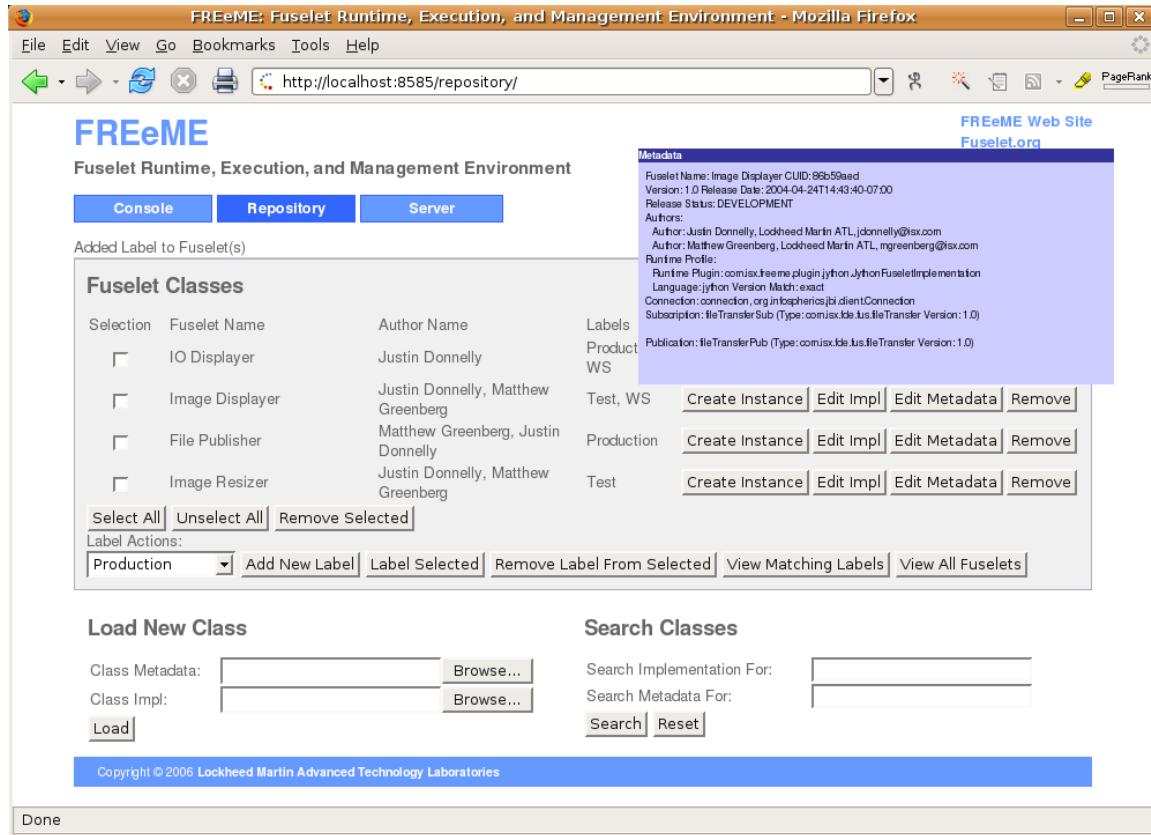 FREeME: Fuselet Runtime, Execution, and Management Environment - Mozilla Firefox
File Edit View Go Bookmarks Tools Help
http://localhost:8585/repository/
PageRank
FREeME
FREeME Web Site
Fuselet.org
Fuselet Runtime, Execution, and Management Environment
Console Repository Server
Added Label to Fuselet(s)
Metadata
Fuselet Name: Image Displayer CUID: 86b59aed
Version: 1.0 Release Date: 2004-04-24T14:43:40-07:00
Release Status: DEVELOPMENT
Authors:
Author: Justin Donnelly, Lockheed Martin ATL, jdonnelly@isx.com
Author: Matthew Greenberg, Lockheed Martin ATL, mgreenberg@isx.com
Runtime Profile:
Runtime Plugin: com.isx.freeme.plugin.jython.JythonFuseletImplementation
Language: jython Version Match: exact
Connection: connection, org.infospherics.jbi.client.Connection
Subscription: fileTransferSub (Type: com.isx.fde.fus.fileTransfer Version: 1.0)
Publication: fileTransferPub (Type: com.isx.fde.fus.fileTransfer Version: 1.0)
Fuselet Classes
Selection Fuselet Name Author Name Labels
IO Displayer Justin Donnelly Product
WS
Image Displayer Justin Donnelly, Matthew
Greenberg Test, WS Create Instance Edit Impl Edit Metadata Remove
File Publisher Matthew Greenberg, Justin
Donnelly Production Create Instance Edit Impl Edit Metadata Remove
Image Resizer Justin Donnelly, Matthew
Greenberg Test Create Instance Edit Impl Edit Metadata Remove
Select All Unselect All Remove Selected
Label Actions:
Production Add New Label Label Selected Remove Label From Selected View Matching Labels View All Fuselets
Load New Class
Class Metadata: Browse...
Class Impl: Browse...
Load
Search Classes
Search Implementation For:
Search Metadata For:
Search Reset
Copyright © 2006 Lockheed Martin Advanced Technology Laboratories
Done